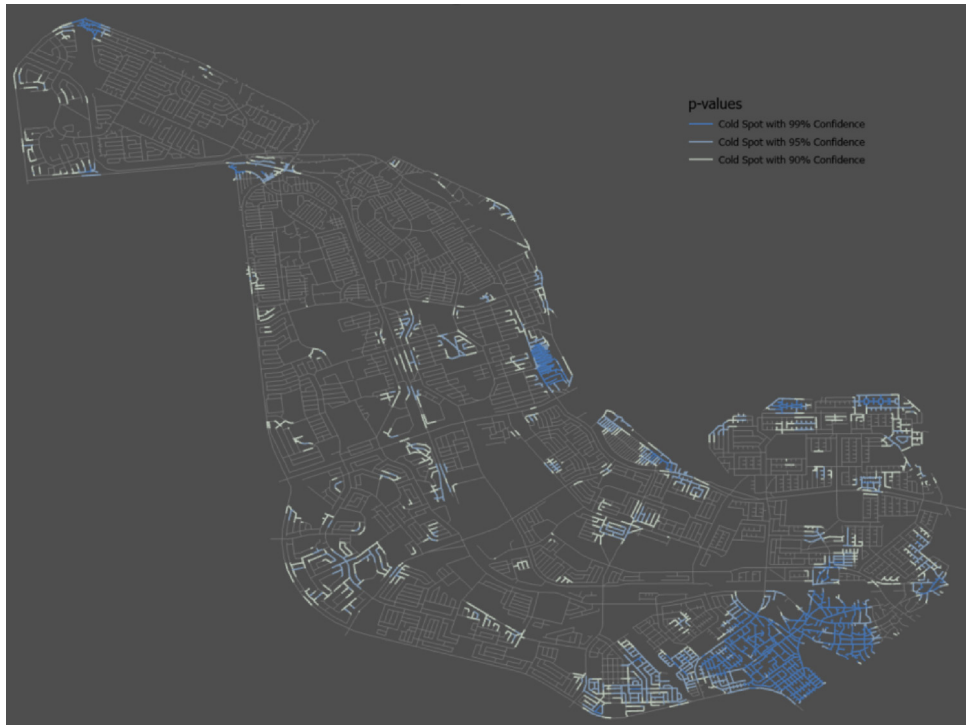 p-values
Cold Spot with 99% Confidence
Cold Spot with 95% Confidence
Cold Spot with 90% Confidence